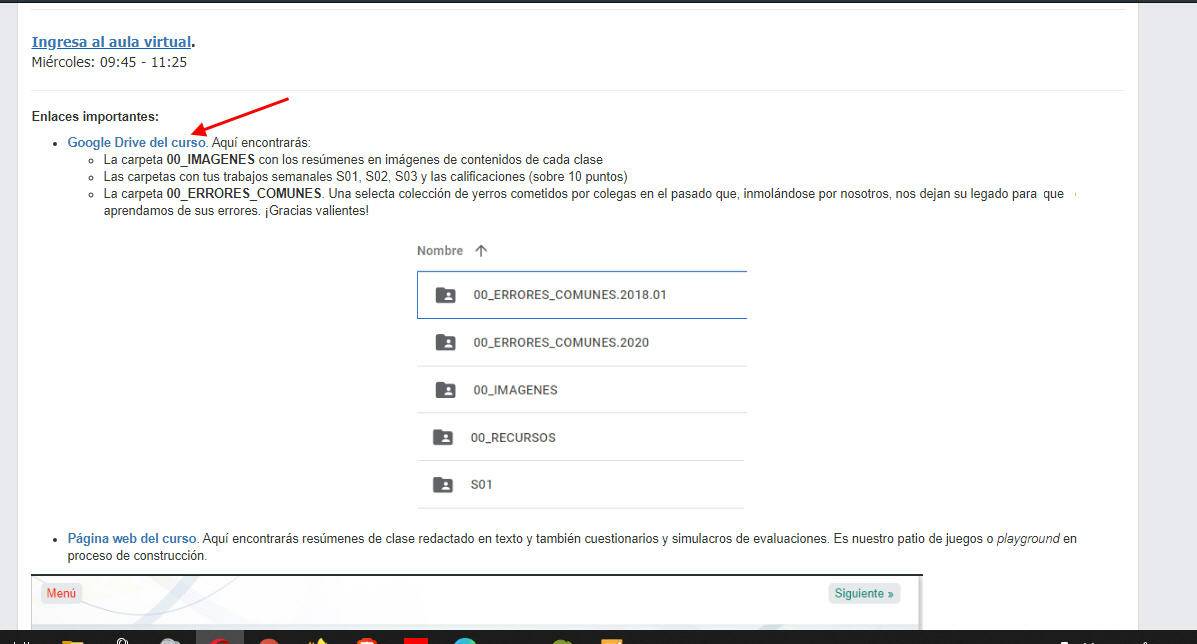 Ingresa al aula virtual.
Miércoles: 09:45 - 11:25
Enlaces importantes:
Google Drive del curso. Aquí encontrarás:
La carpeta 00_IMAGENES con los resúmenes en imágenes de contenidos de cada clase
Las carpetas con tus trabajos semanales S01, S02, S03 y las calificaciones (sobre 10 puntos)
La carpeta 00_ERRORES_COMUNES. Una selecta colección de yerros cometidos por colegas en el pasado que, inmolándose por nosotros, nos dejan su legado para que
aprendamos de sus errores. ¡Gracias valientes!
Nombre
00_ERRORES_COMUNES.2018.01
00_ERRORES_COMUNES.2020
00_IMAGENES
00_RECURSOS
S01
Página web del curso. Aquí encontrarás resúmenes de clase redactado en texto y también cuestionarios y simulacros de evaluaciones. Es nuestro patio de juegos o playground en
proceso de construcción.
Menú
Siguiente »